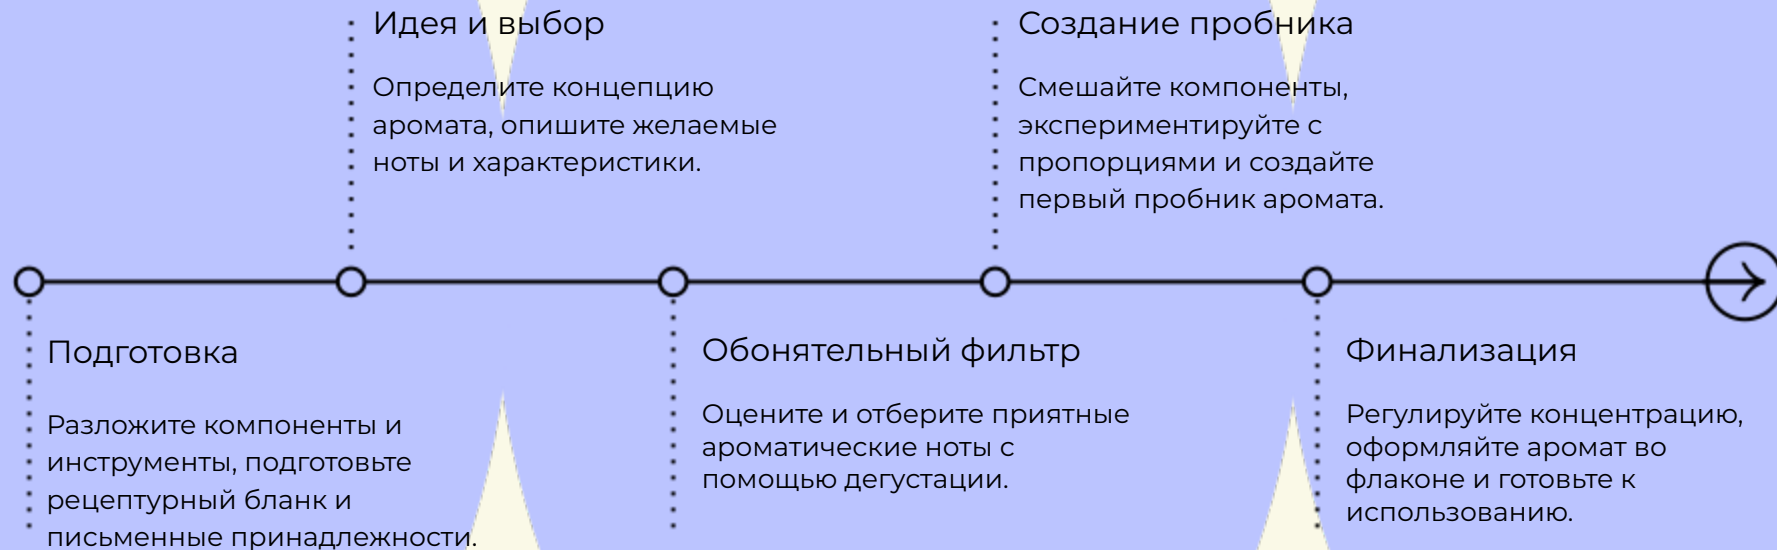 Идея и выбор
Определите концепцию
аромата, опишите желаемые
ноты и характеристики.
Создание пробника
Смешайте компоненты,
экспериментируйте с
пропорциями и создайте
первый пробник аромата.
Подготовка
Разложите компоненты и
инструменты, подготовьте
рецептурный бланк и
письменные принадлежности.
Обонятельный фильтр
Оцените и отберите приятные
ароматические ноты с
помощью дегустации.
Финализация
Регулируйте концентрацию,
оформляйте аромат во
флаконе и готовьте к
использованию.